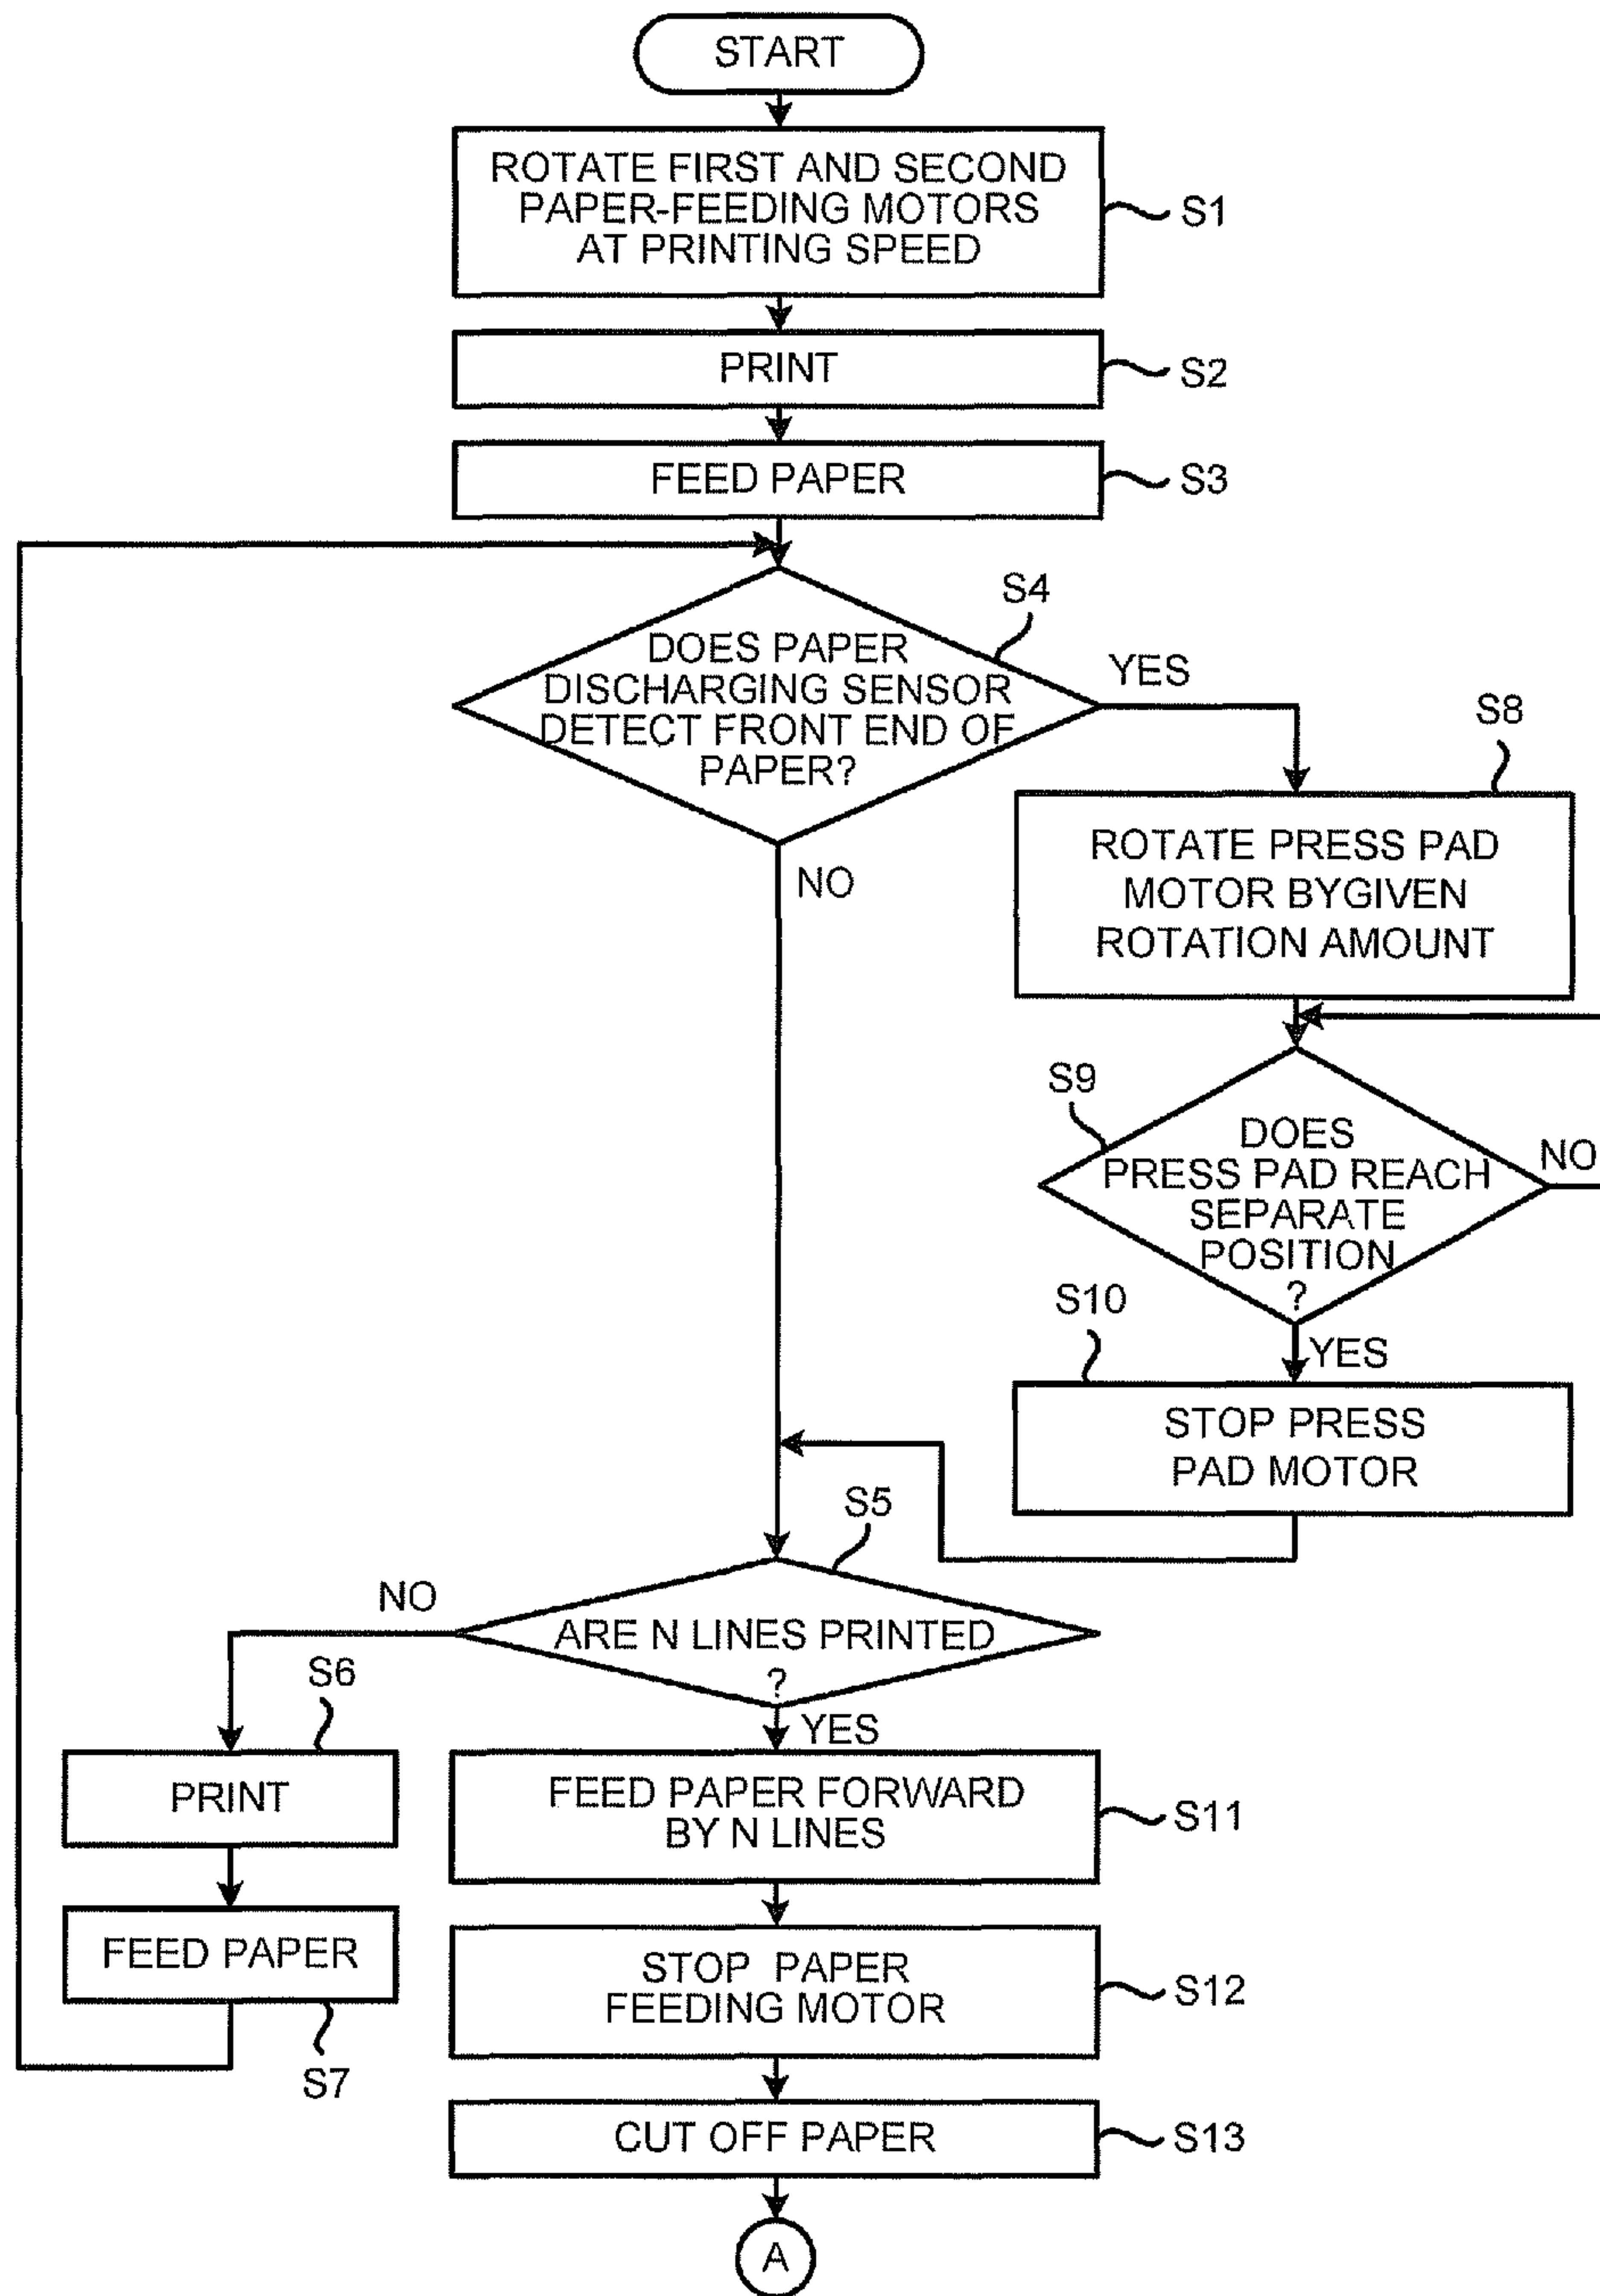 START
ROTATE FIRST AND SECOND
PAPER-FEEDING MOTORS
AT PRINTING SPEED
S1
PRINT
S2
FEED PAPER
S3
S4
DOES PAPER
DISCHARGING SENSOR
DETECT FRONT END OF
PAPER?
YES
NO
S8
ROTATE PRESS PAD
MOTOR BYGIVEN
ROTATION AMOUNT
S9
DOES
PRESS PAD REACH
SEPARATE
POSITION
?
NO
YES
S10
STOP PRESS
PAD MOTOR
S5
ARE N LINES PRINTED
?
NO
YES
S6
PRINT
FEED PAPER
S7
FEED PAPER FORWARD
BY N LINES
S11
STOP PAPER
FEEDING MOTOR
S12
CUT OFF PAPER
S13
A